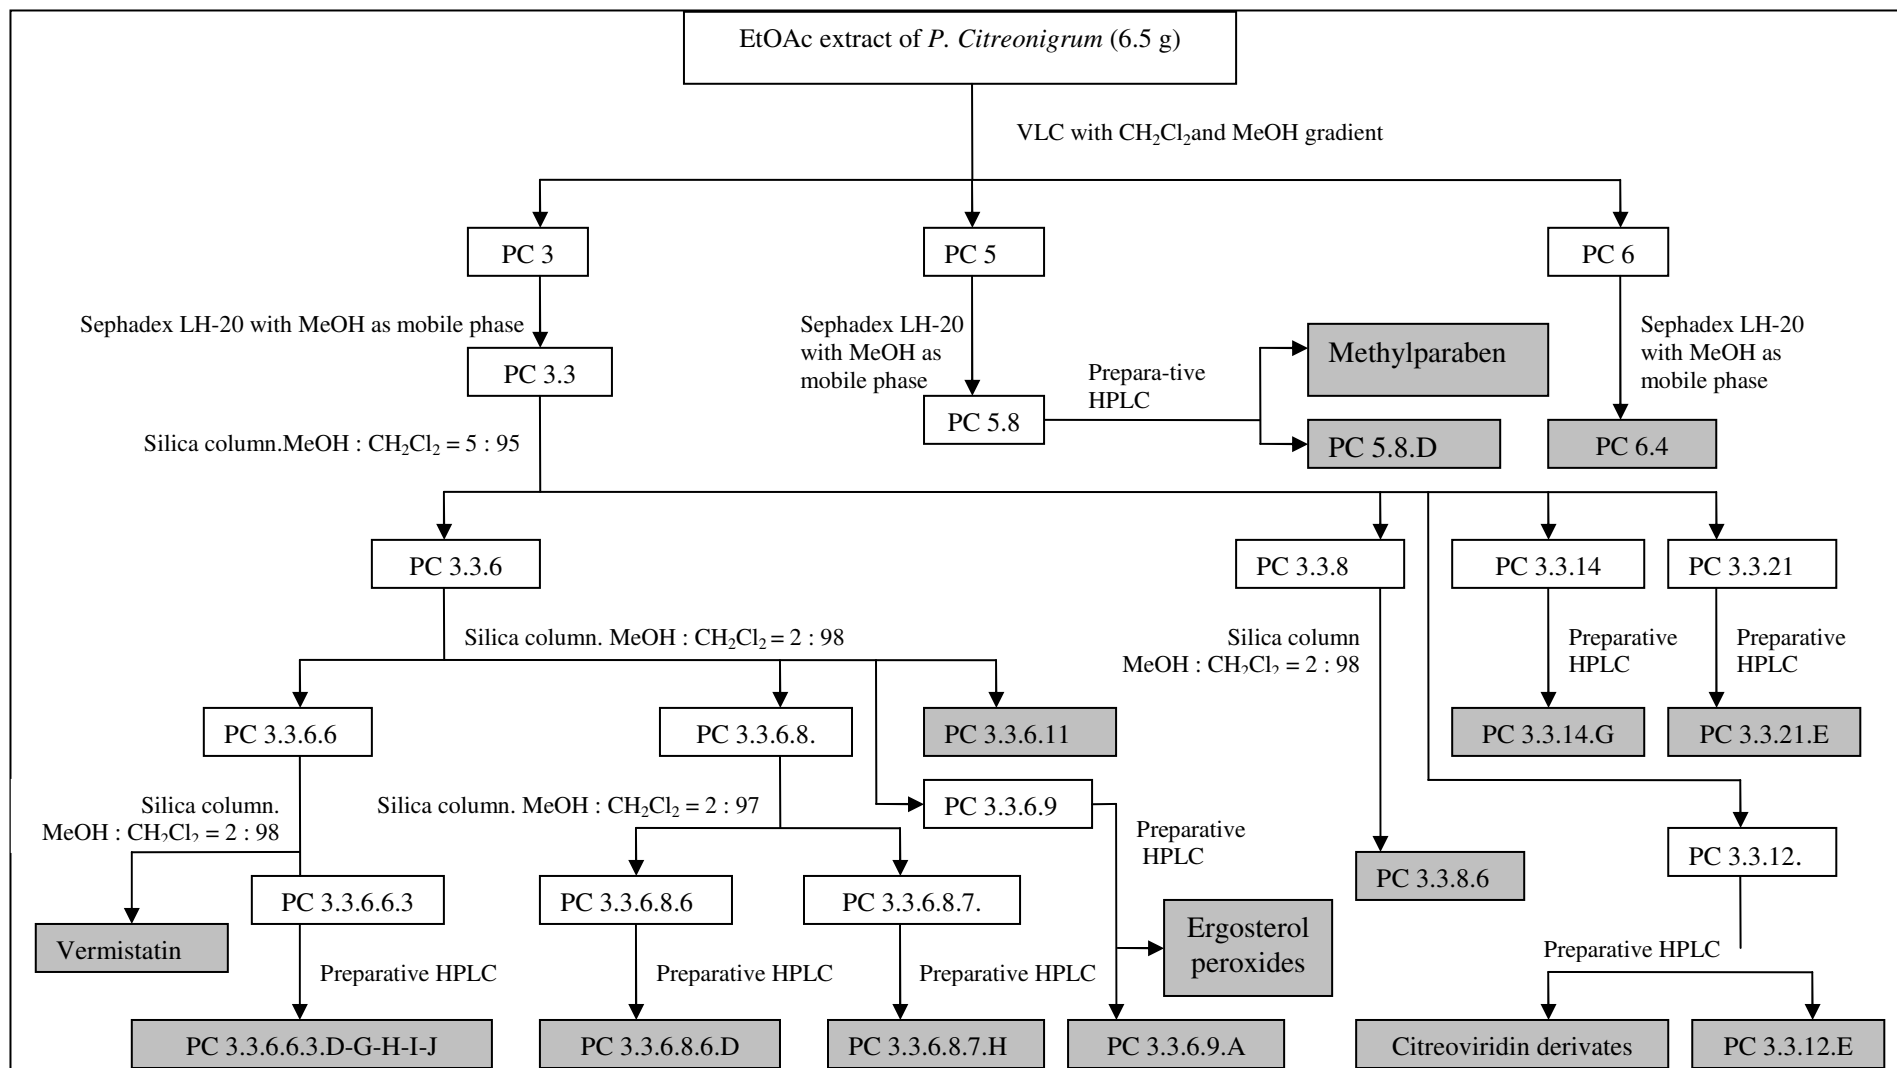 EtOAc extract of P. Citreonigrum (6.5 g)
VLC with CH₂Cl₂and MeOH gradient
PC 3
PC 5
PC 6
Sephadex LH-20 with MeOH as mobile phase
Sephadex LH-20
with MeOH as
mobile phase
Sephadex LH-20
with MeOH as
mobile phase
PC 3.3
Prepara-tive
HPLC
Methylparaben
PC 5.8
PC 5.8.D
PC 6.4
Silica column.MeOH : CH₂Cl₂ = 5 : 95
PC 3.3.6
PC 3.3.8
PC 3.3.14
PC 3.3.21
Silica column. MeOH : CH₂Cl₂ = 2 : 98
Silica column
MeOH : CH₂Cl₂ = 2 : 98
Preparative
HPLC
Preparative
HPLC
PC 3.3.6.6
PC 3.3.6.8.
PC 3.3.6.11
PC 3.3.14.G
PC 3.3.21.E
Silica column.
MeOH : CH₂Cl₂ = 2 : 98
Silica column. MeOH : CH₂Cl₂ = 2 : 97
PC 3.3.6.9
Preparative
HPLC
PC 3.3.12.
PC 3.3.8.6
PC 3.3.6.6.3
PC 3.3.6.8.6
PC 3.3.6.8.7.
Vermistatin
Ergosterol
peroxides
Preparative HPLC
Preparative HPLC
Preparative HPLC
Preparative HPLC
PC 3.3.6.6.3.D-G-H-I-J
PC 3.3.6.8.6.D
PC 3.3.6.8.7.H
PC 3.3.6.9.A
Citreoviridin derivates
PC 3.3.12.E